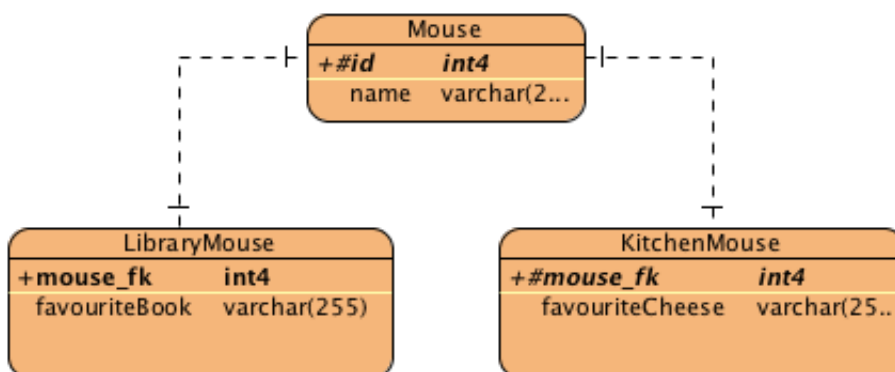 Mouse
+#id int4
name varchar(2...
LibraryMouse
+mouse_fk int4
favouriteBook varchar(255)
KitchenMouse
+#mouse_fk int4
favouriteCheese varchar(25..